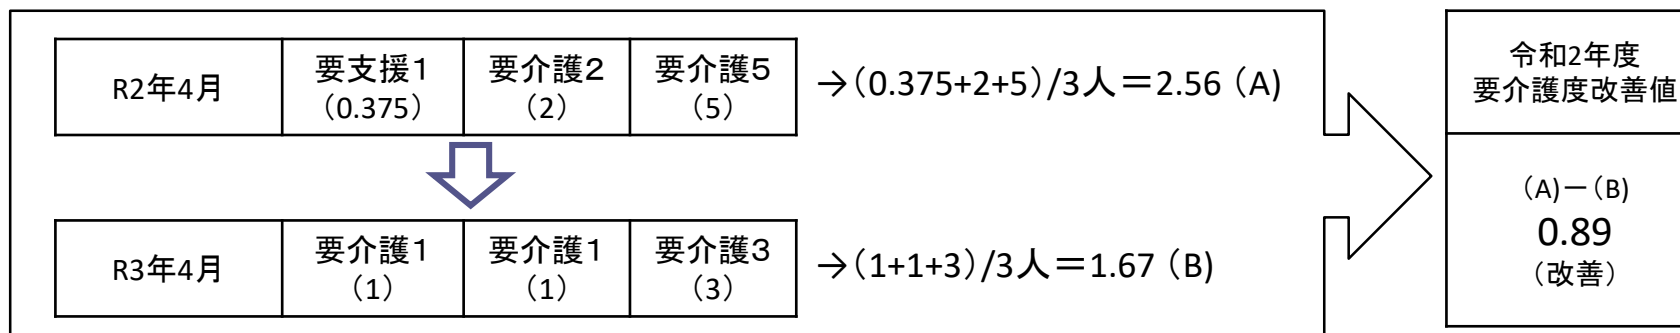 R2年4月
要支援1
(0.375)
要介護2
(2)
要介護5
(5)
→(0.375+2+5)/3人=2.56 (A)
R3年4月
要介護1
(1)
要介護1
(1)
要介護3
(3)
→(1+1+3)/3人=1.67 (B)
令和2年度
要介護度改善値
(A)-(B)
0.89
(改善)